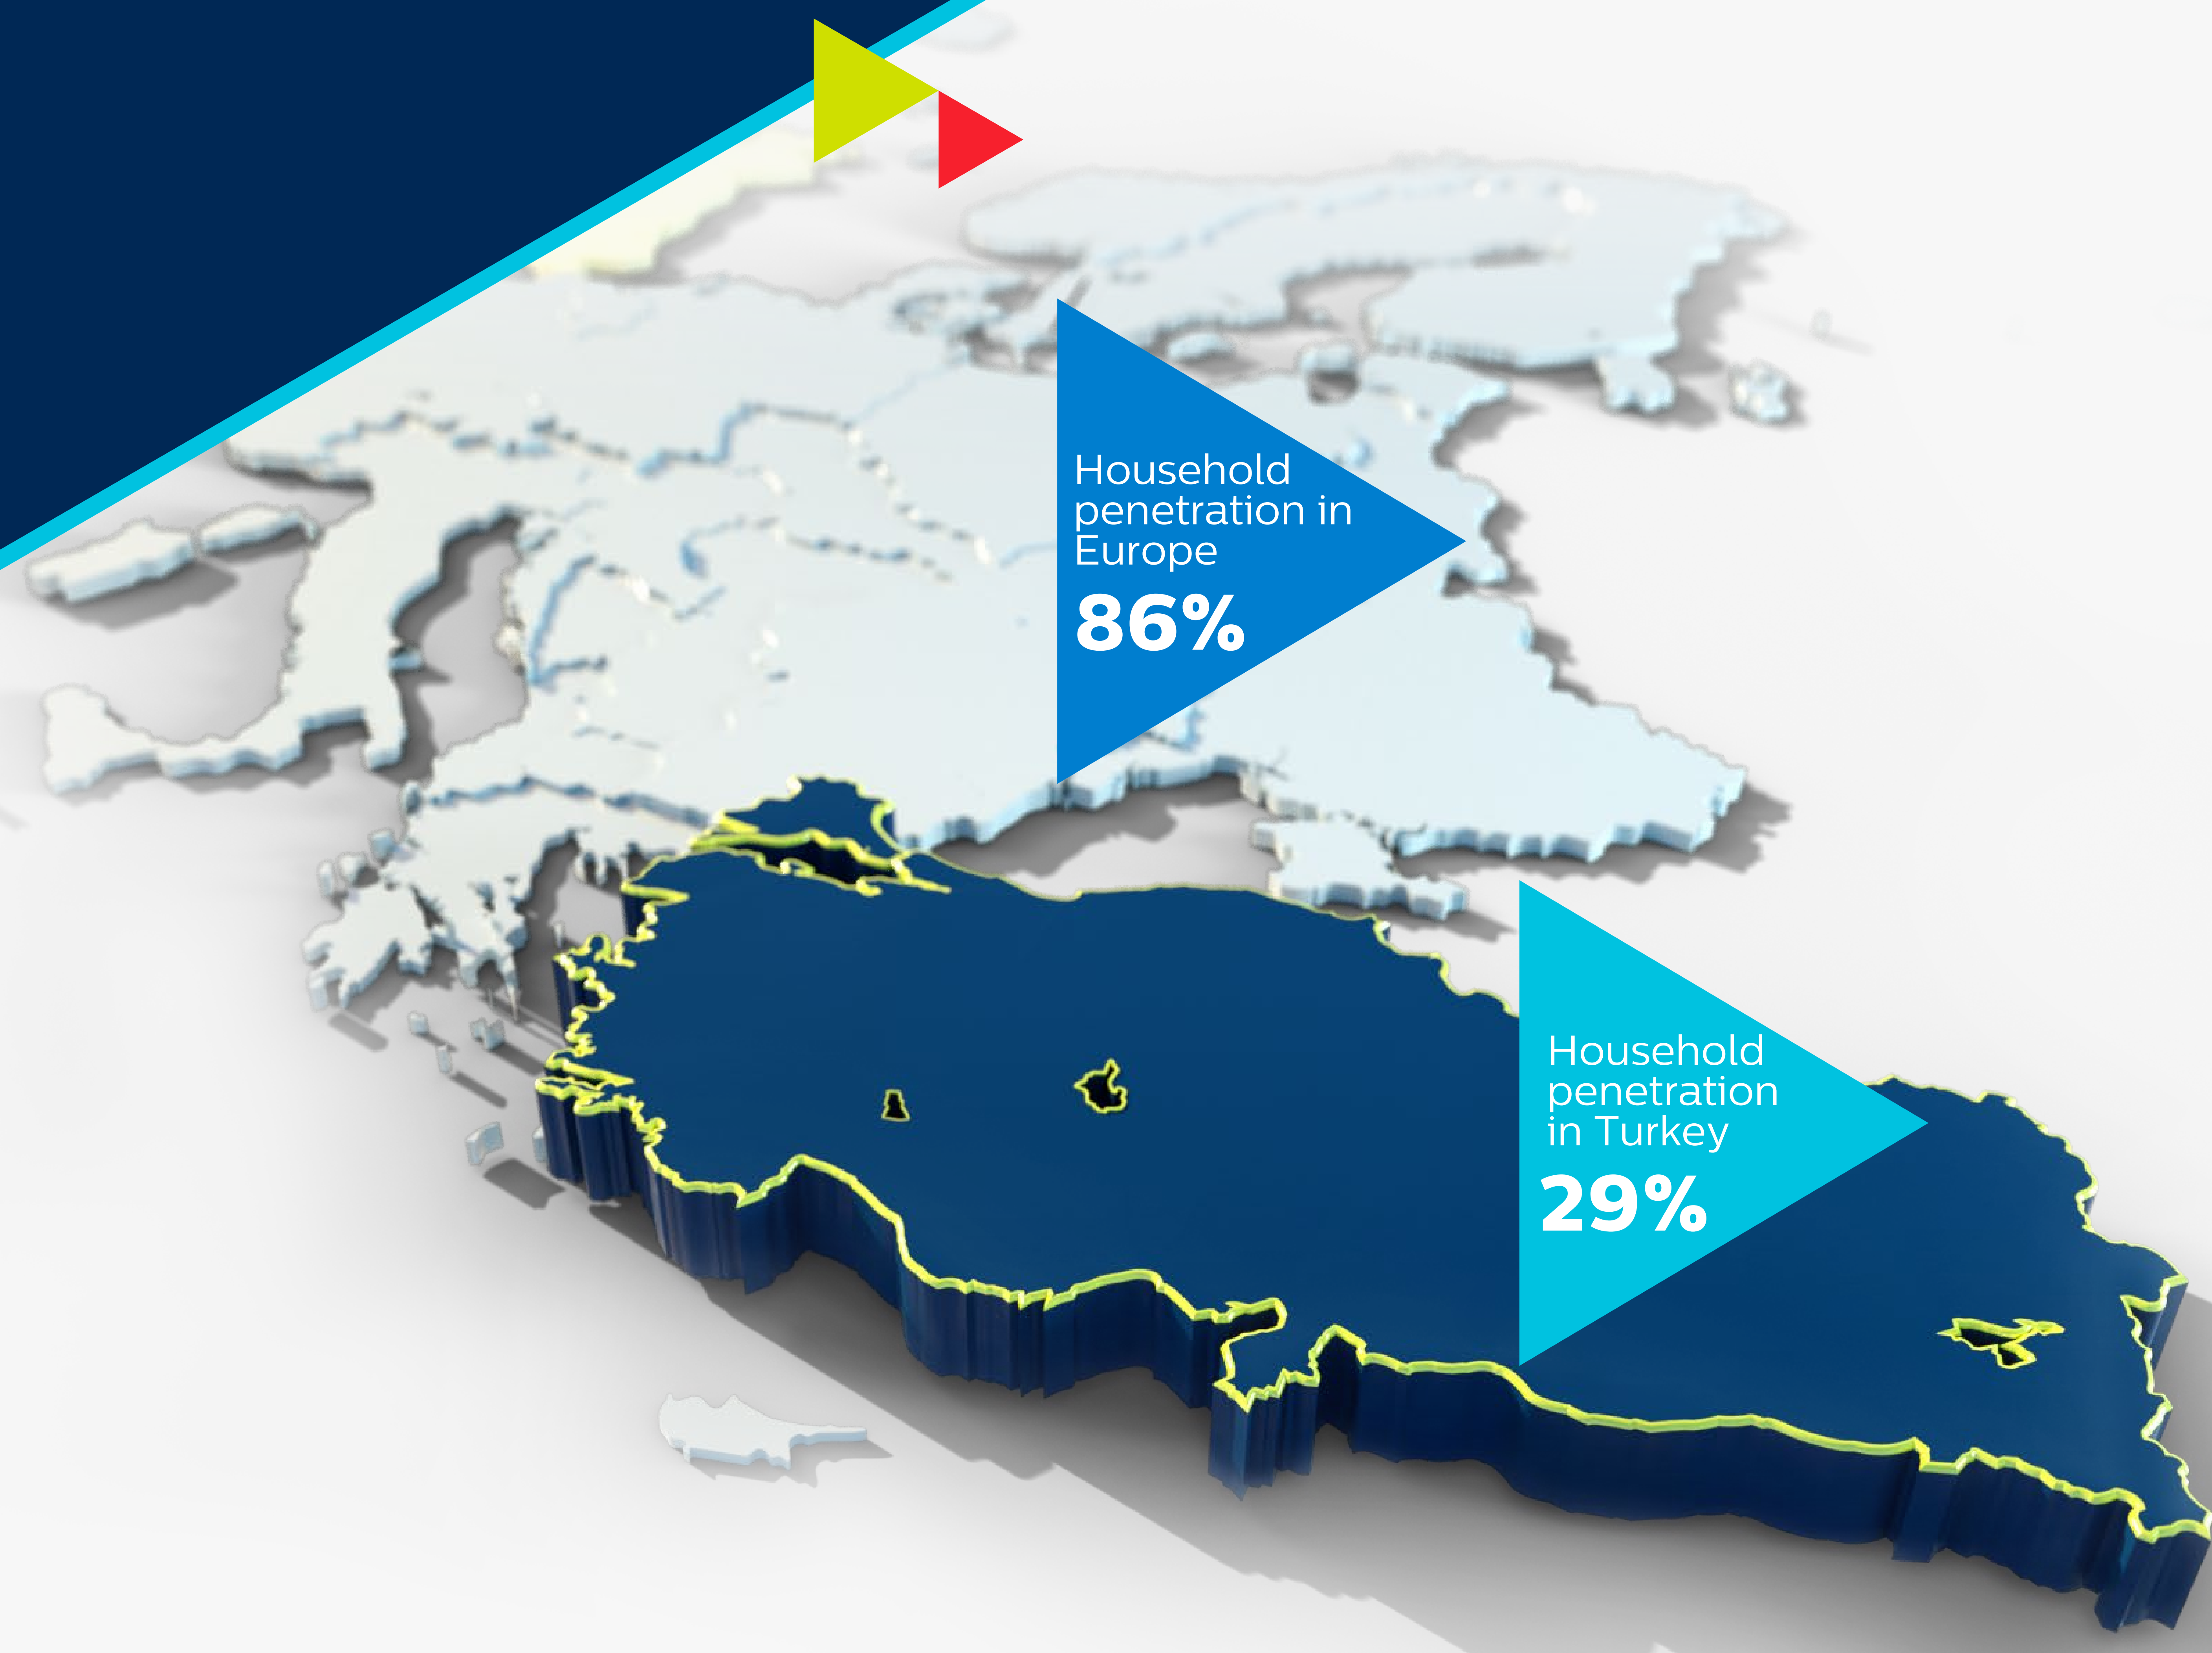 Household
penetration in
Europe
86%
Household
penetration
in Turkey
29%